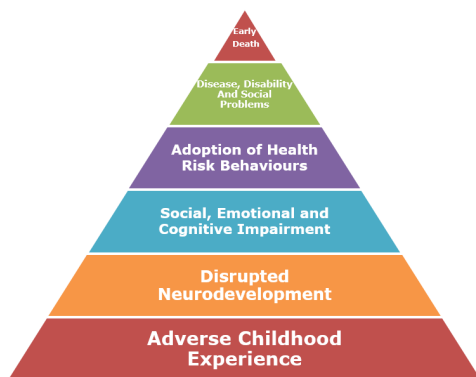 Early
Death
Disease, Disability
And Social
Problems
Adoption of Health
Risk Behaviours
Social, Emotional and
Cognitive Impairment
Disrupted
Neurodevelopment
Adverse Childhood
Experience